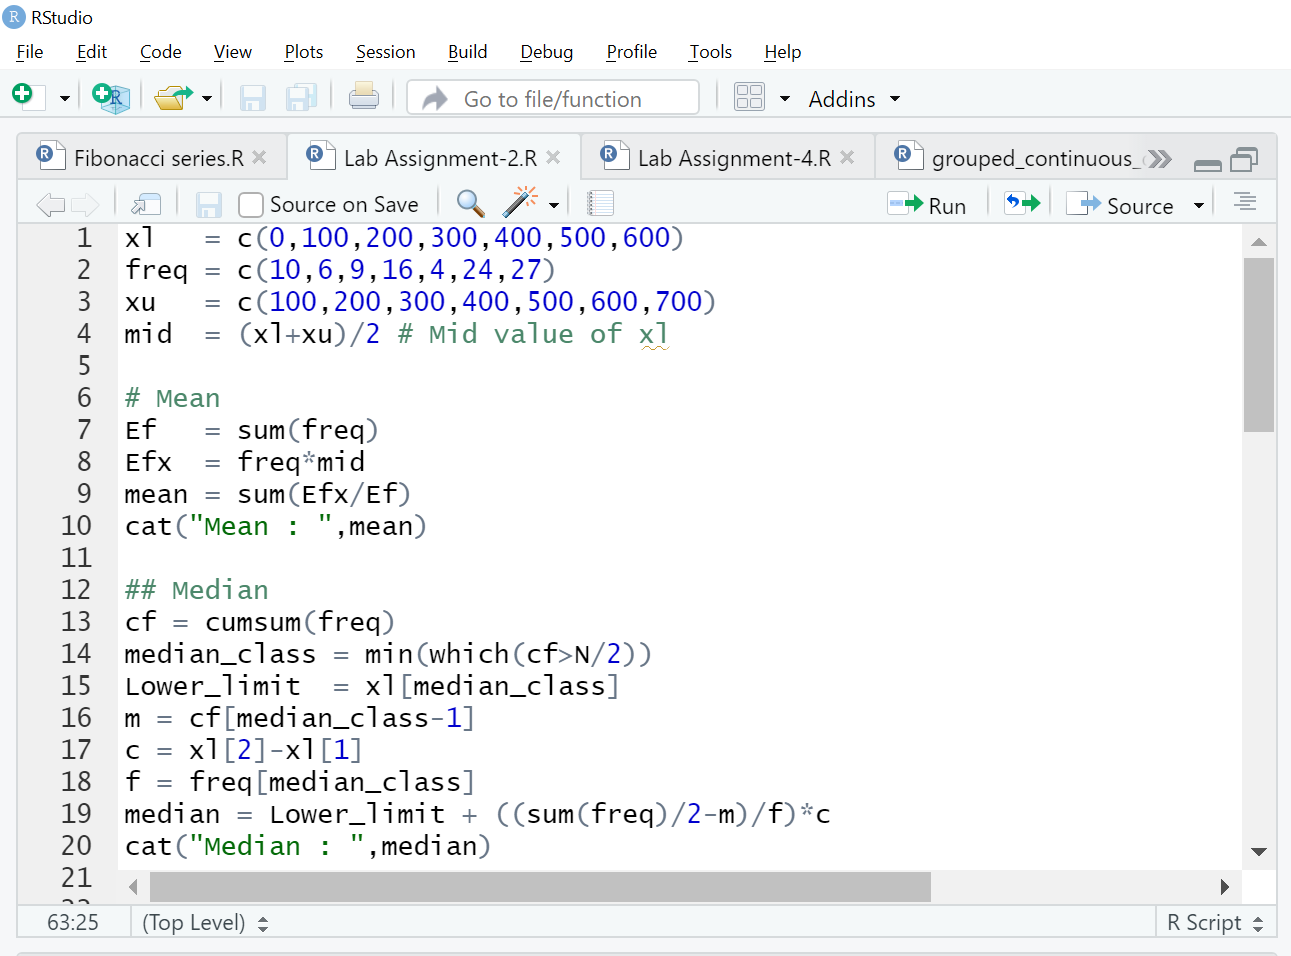 RStudio
File Edit Code View Plots Session Build Debug Profile Tools Help
Go to file/function Addins
Fibonacci series.R Lab Assignment-2.R Lab Assignment-4.R grouped_continuous_
Source on Save Run Source
1 xl   = c(0,100,200,300,400,500,600)
2 freq = c(10,6,9,16,4,24,27)
3 xu   = c(100,200,300,400,500,600,700)
4 mid  = (xl+xu)/2 # Mid value of xl
5
6 # Mean
7 Ef   = sum(freq)
8 Efx  = freq*mid
9 mean = sum(Efx/Ef)
10 cat("Mean : ",mean)
11
12 ## Median
13 cf = cumsum(freq)
14 median_class = min(which(cf>N/2))
15 Lower_limit  = xl[median_class]
16 m = cf[median_class-1]
17 c = xl[2]-xl[1]
18 f = freq[median_class]
19 median = Lower_limit + ((sum(freq)/2-m)/f)*c
20 cat("Median : ",median)
21
63:25 (Top Level) R Script